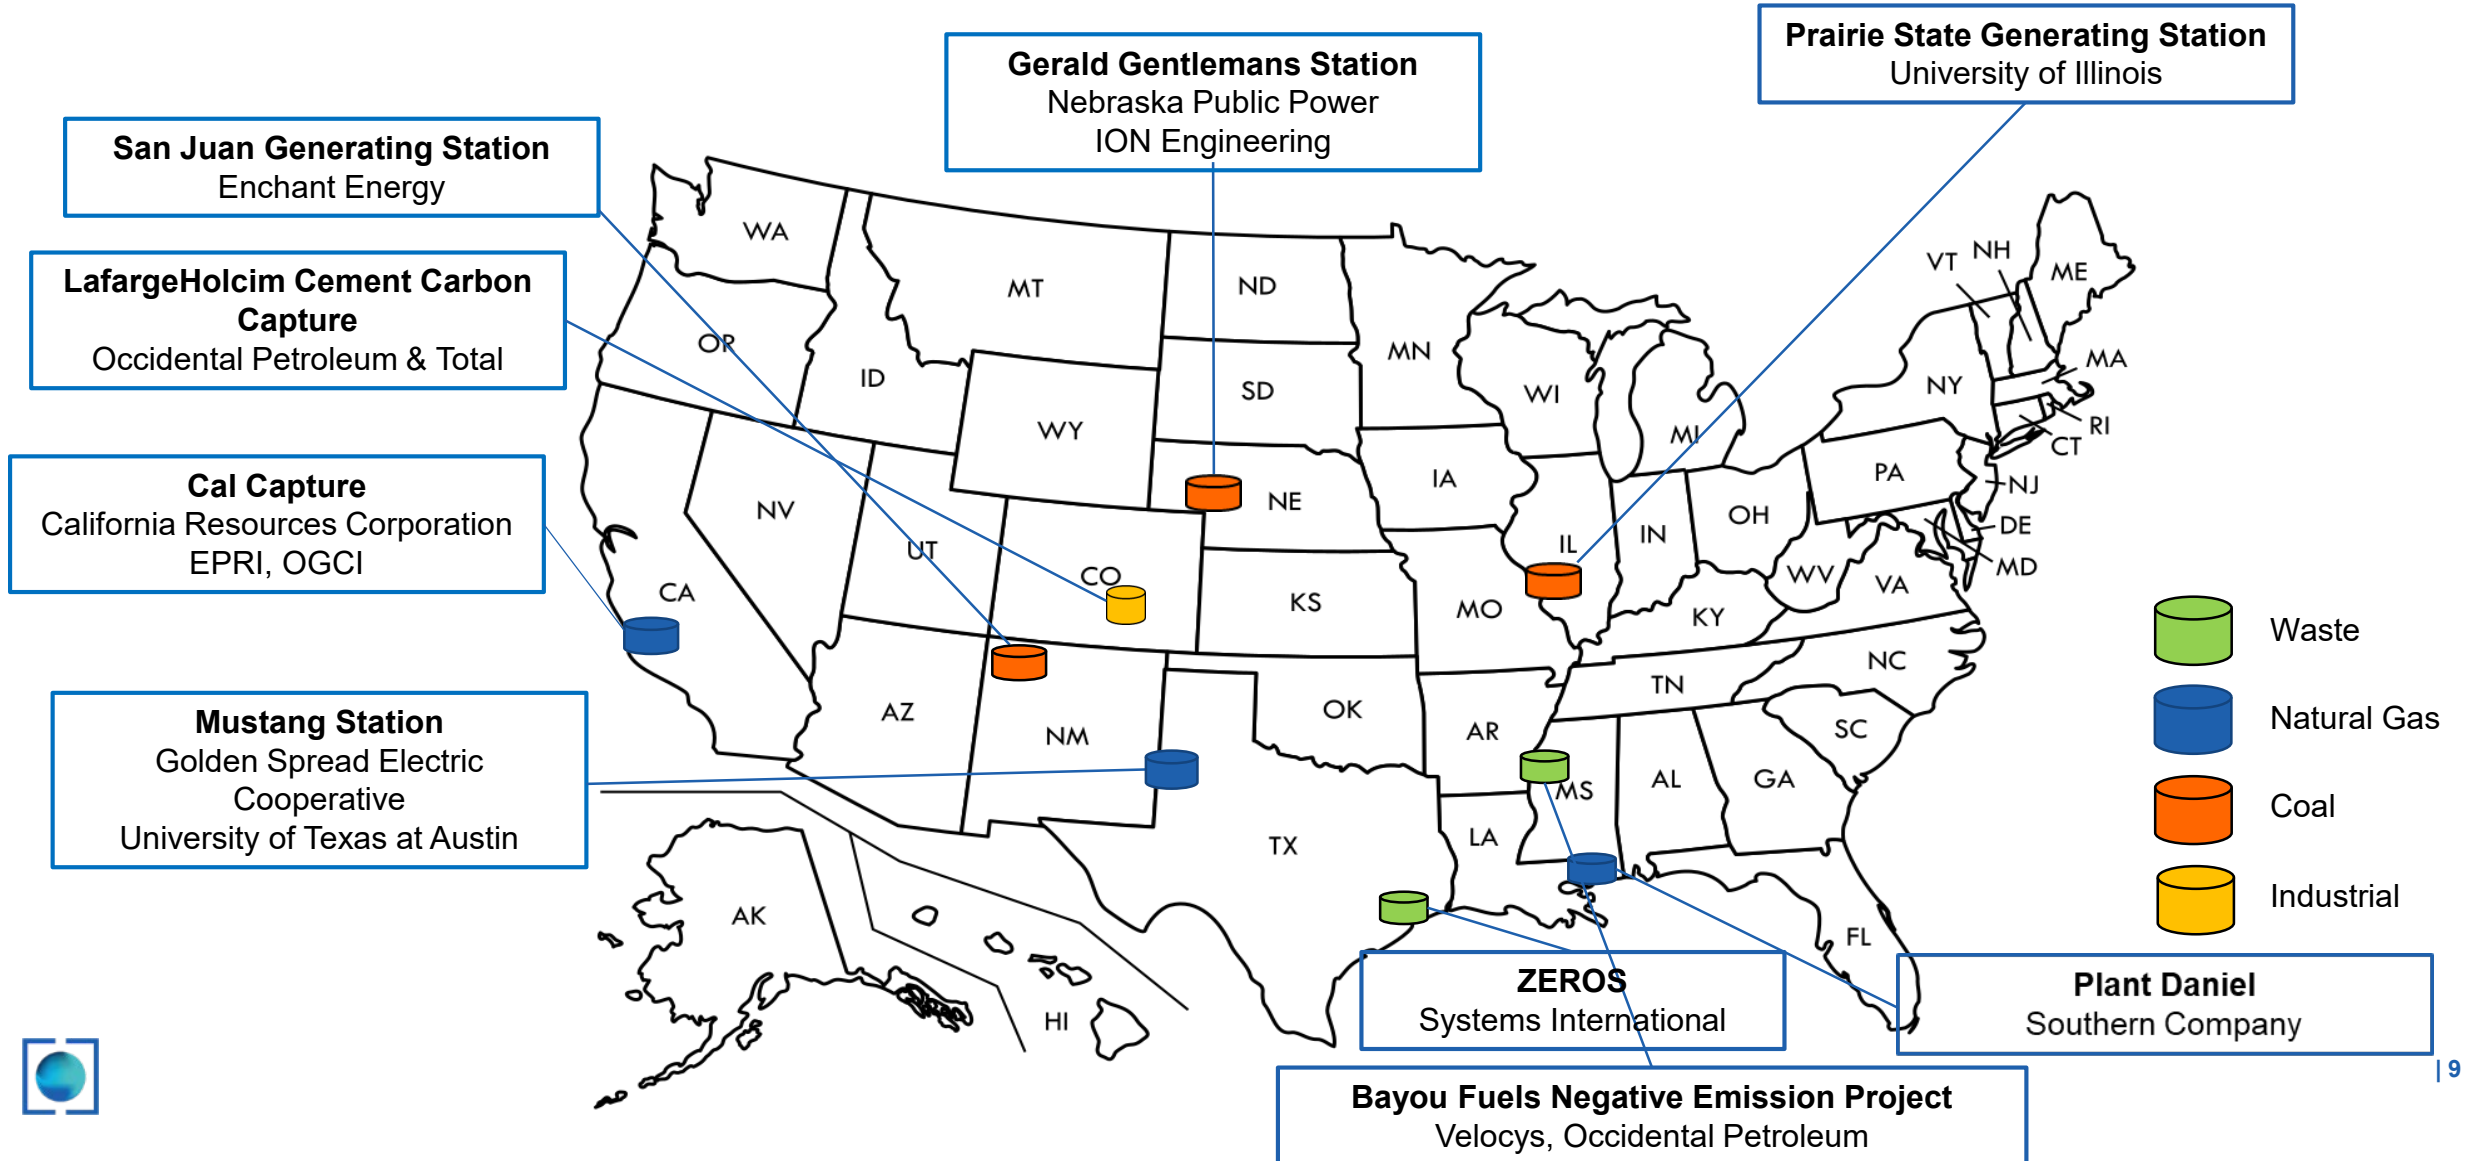 Prairie State Generating Station
University of Illinois
Gerald Gentlemans Station
Nebraska Public Power
ION Engineering
San Juan Generating Station
Enchant Energy
LafargeHolcim Cement Carbon
Capture
Occidental Petroleum & Total
Cal Capture
California Resources Corporation
EPRI, OGCI
Mustang Station
Golden Spread Electric
Cooperative
University of Texas at Austin
WA
OR
ID
MT
ND
SD
WY
MN
WI
MI
VT
NH
ME
MA
NY
RI
CT
NV
UT
CO
CA
NE
IA
KS
MO
IL
IN
OH
PA
NJ
DE
MD
WV
VA
KY
NC
TN
SC
AZ
NM
OK
AR
TX
LA
MS
AL
GA
FL
AK
HI
Waste
Natural Gas
Coal
Industrial
ZEROS
Systems International
Plant Daniel
Southern Company
Bayou Fuels Negative Emission Project
Velocys, Occidental Petroleum
| 9